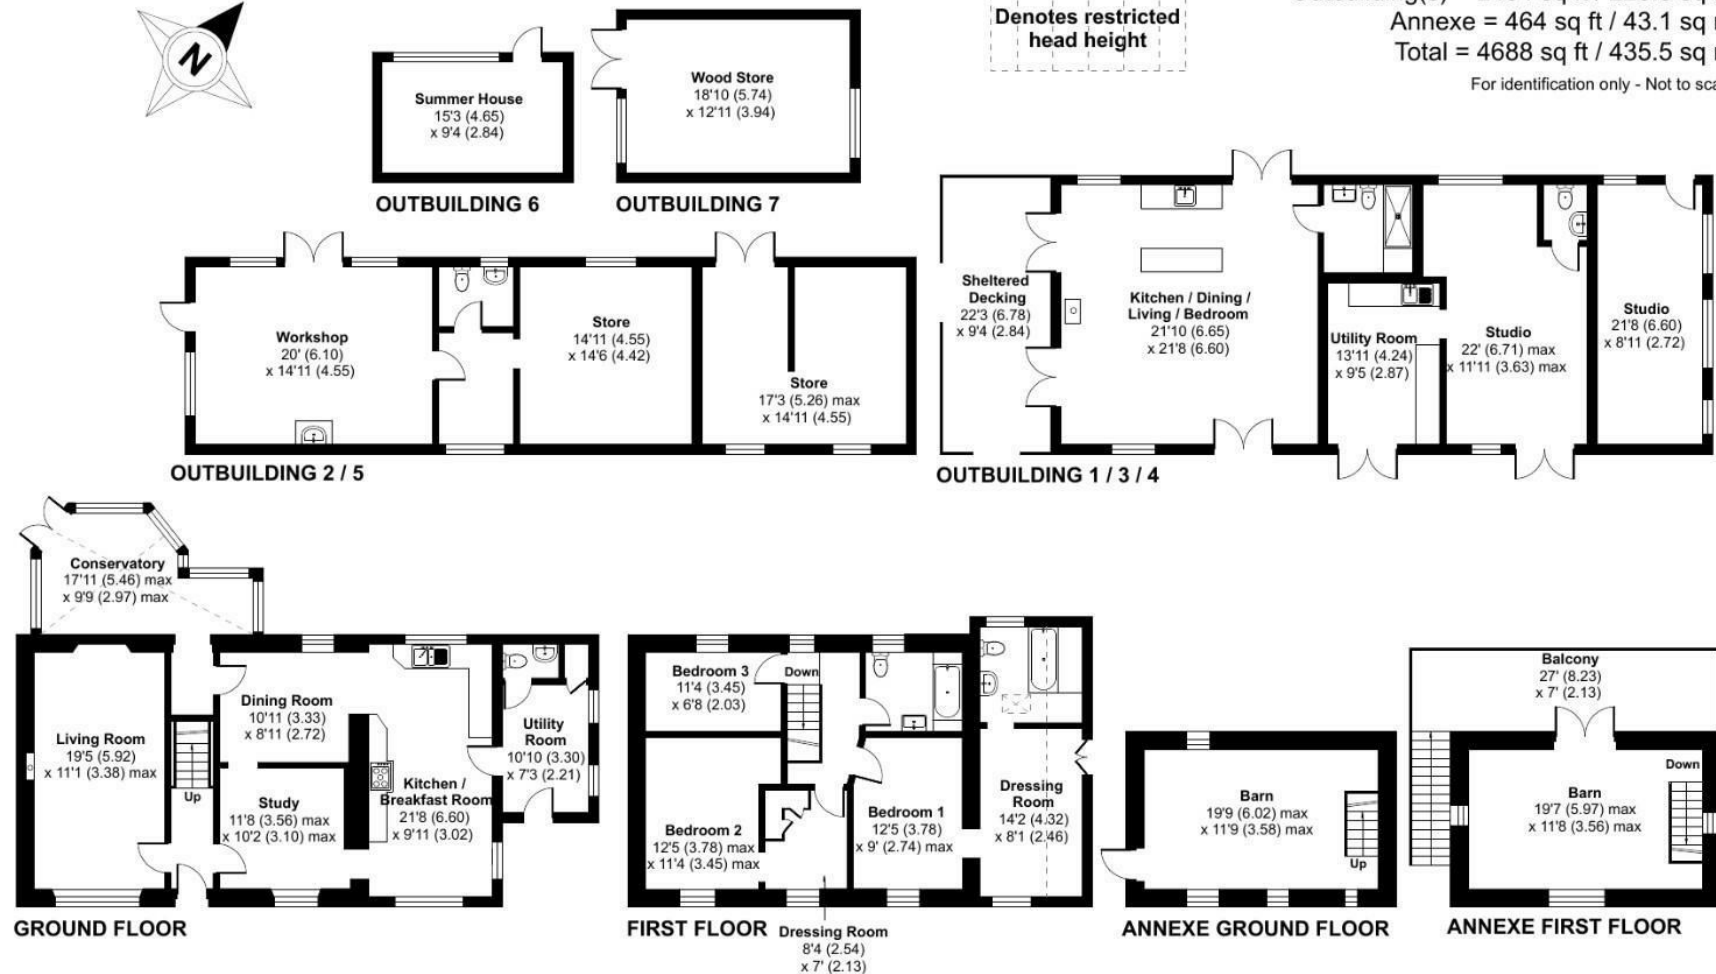 N
Summer House
15'3 (4.65)
x 9'4 (2.84)
OUTBUILDING 6
Wood Store
18'10 (5.74)
x 12'11 (3.94)
OUTBUILDING 7
Denotes restricted
head height
Annexe = 464 sq ft / 43.1 sq
Total = 4688 sq ft / 435.5 sq
For identification only - Not to
Workshop
20' (6.10)
x 14'11 (4.55)
Store
14'11 (4.55)
x 14'6 (4.42)
Store
17'3 (5.26) max
x 14'11 (4.55)
OUTBUILDING 2 / 5
Sheltered
Decking
22'3 (6.78)
x 9'4 (2.84)
Kitchen / Dining /
Living / Bedroom
21'10 (6.65)
x 21'8 (6.60)
Utility Room
13'11 (4.24)
x 9'5 (2.87)
Studio
22' (6.71) max
x 11'11 (3.63) max
Studio
21'8 (6.60)
x 8'11 (2.72)
OUTBUILDING 1 / 3 / 4
Conservatory
17'11 (5.46) max
x 9'9 (2.97) max
Living Room
19'5 (5.92)
x 11'1 (3.38) max
Up
Dining Room
10'11 (3.33)
x 8'11 (2.72)
Study
11'8 (3.56) max
x 10'2 (3.10) max
Kitchen /
Breakfast Room
21'8 (6.60)
x 9'11 (3.02)
Utility
Room
10'10 (3.30)
x 7'3 (2.21)
GROUND FLOOR
Bedroom 3
11'4 (3.45)
x 6'8 (2.03)
Down
Bedroom 2
12'5 (3.78) max
x 11'4 (3.45) max
Bedroom 1
12'5 (3.78)
x 9' (2.74) max
Dressing
Room
14'2 (4.32)
x 8'1 (2.46)
FIRST FLOOR
Dressing Room
8'4 (2.54)
x 7' (2.13)
Barn
19'9 (6.02) max
x 11'9 (3.58) max
Up
ANNEXE GROUND FLOOR
Balcony
27' (8.23)
x 7' (2.13)
Down
Barn
19'7 (5.97) max
x 11'8 (3.56) max
ANNEXE FIRST FLOOR